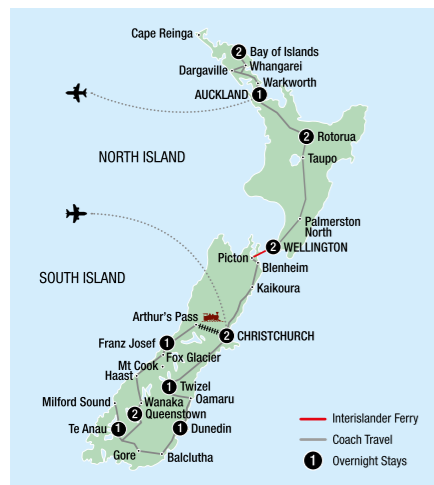 Cape Reinga
2
Bay of Islands
Whangarei
Dargaville
Warkworth
AUCKLAND 1
2 Rotorua
NORTH ISLAND
Taupo
Palmerston
North
2 WELLINGTON
Picton
Blenheim
SOUTH ISLAND
Kaikoura
Arthur's Pass
2 CHRISTCHURCH
Franz Josef 1
Fox Glacier
Mt Cook
Haast
1 Twizel
Oamaru
Milford Sound
Wanaka
2 Queenstown
Te Anau 1
1 Dunedin
Gore
Balclutha
Interislander Ferry
Coach Travel
1 Overnight Stays